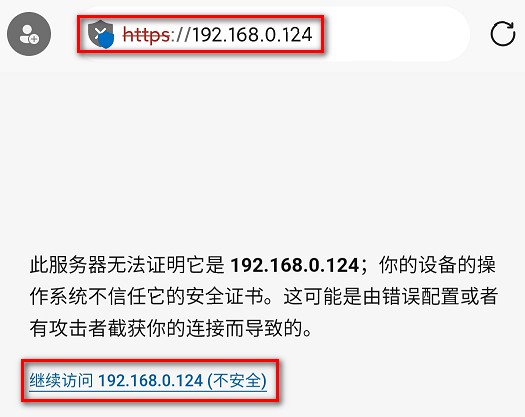 https://192.168.0.124
此服务器无法证明它是 192.168.0.124；你的设备的操
作系统不信任它的安全证书。这可能是由错误配置或者
有攻击者截获你的连接而导致的。
继续访问 192.168.0.124 (不安全)